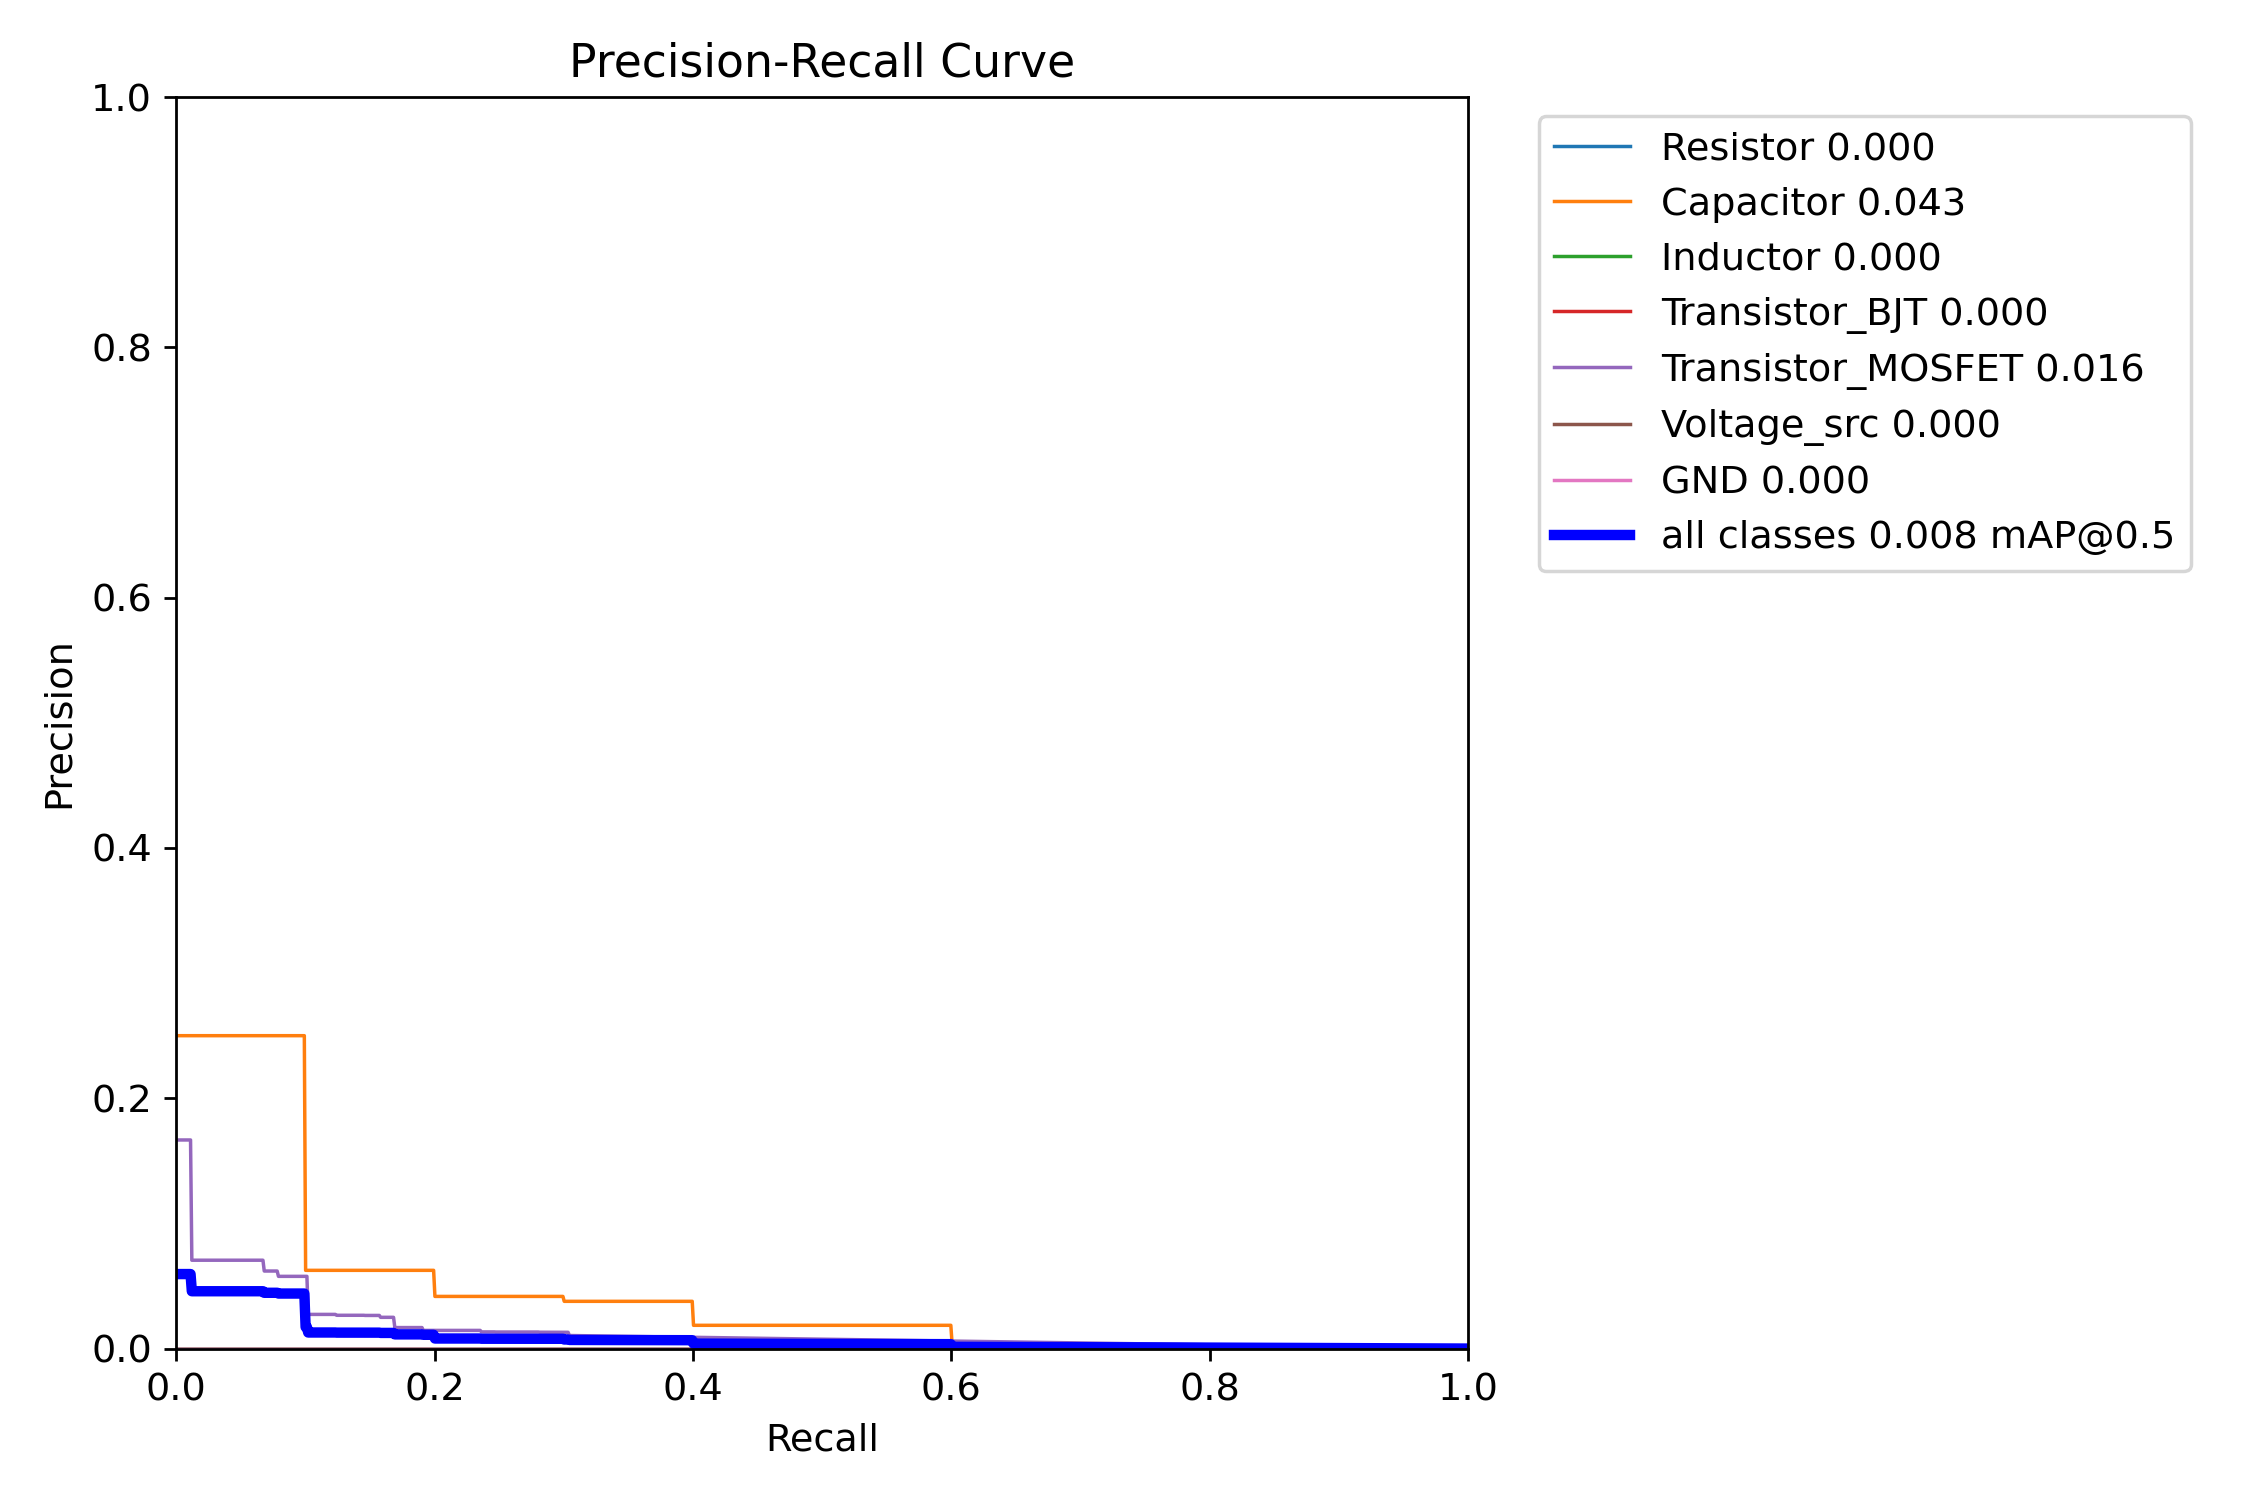 Precision-Recall Curve
1.0
0.8
0.6
0.4
0.2
0.0
Precision
0.0 0.2 0.4 0.6 0.8 1.0
Recall
Resistor 0.000
Capacitor 0.043
Inductor 0.000
Transistor_BJT 0.000
Transistor_MOSFET 0.016
Voltage_src 0.000
GND 0.000
all classes 0.008 mAP@0.5